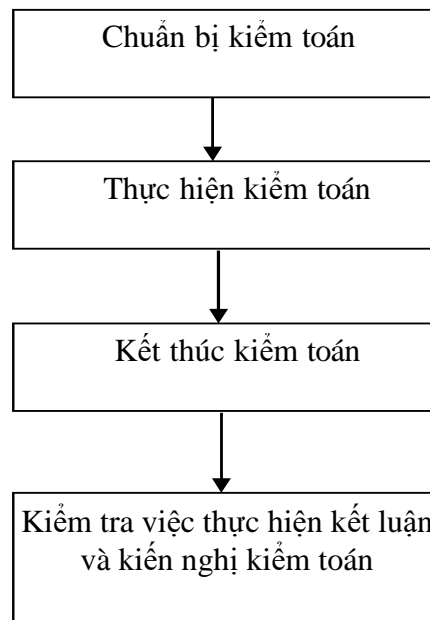 Chuẩn bị kiểm toán
Thực hiện kiểm toán
Kết thúc kiểm toán
Kiểm tra việc thực hiện kết luận
và kiến nghị kiểm toán